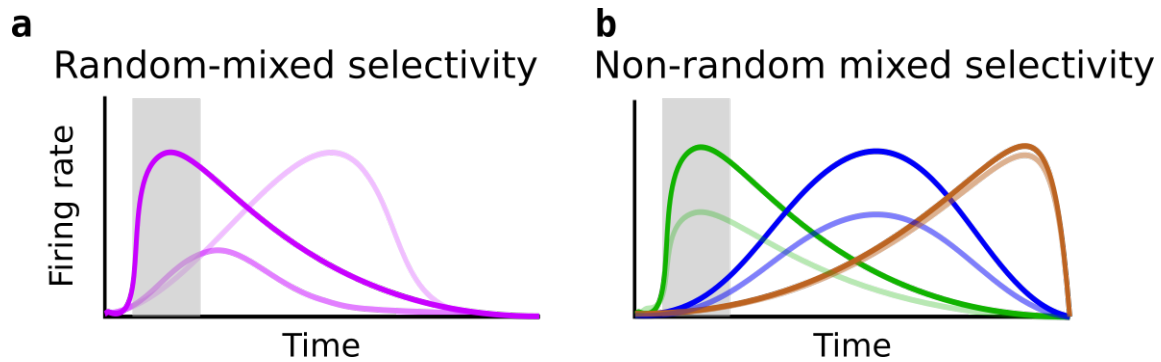 a
Random-mixed selectivity
Firing rate
Time
b
Non-random mixed selectivity
Time